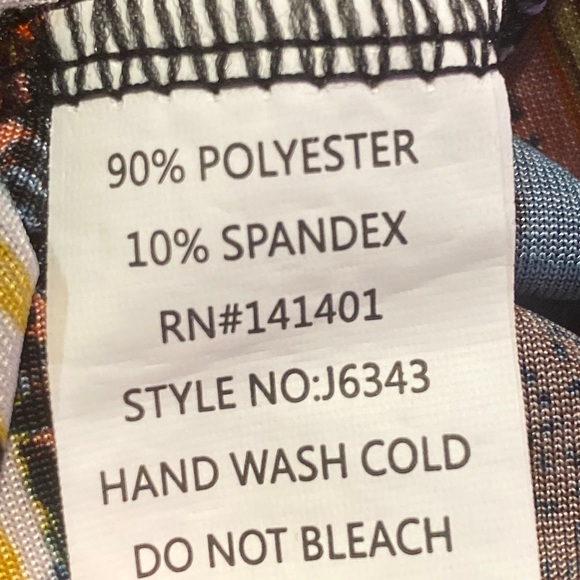 90% POLYESTER
10% SPANDEX
RN#141401
STYLE NO:J6343
HAND WASH COLD
DO NOT BLEACH